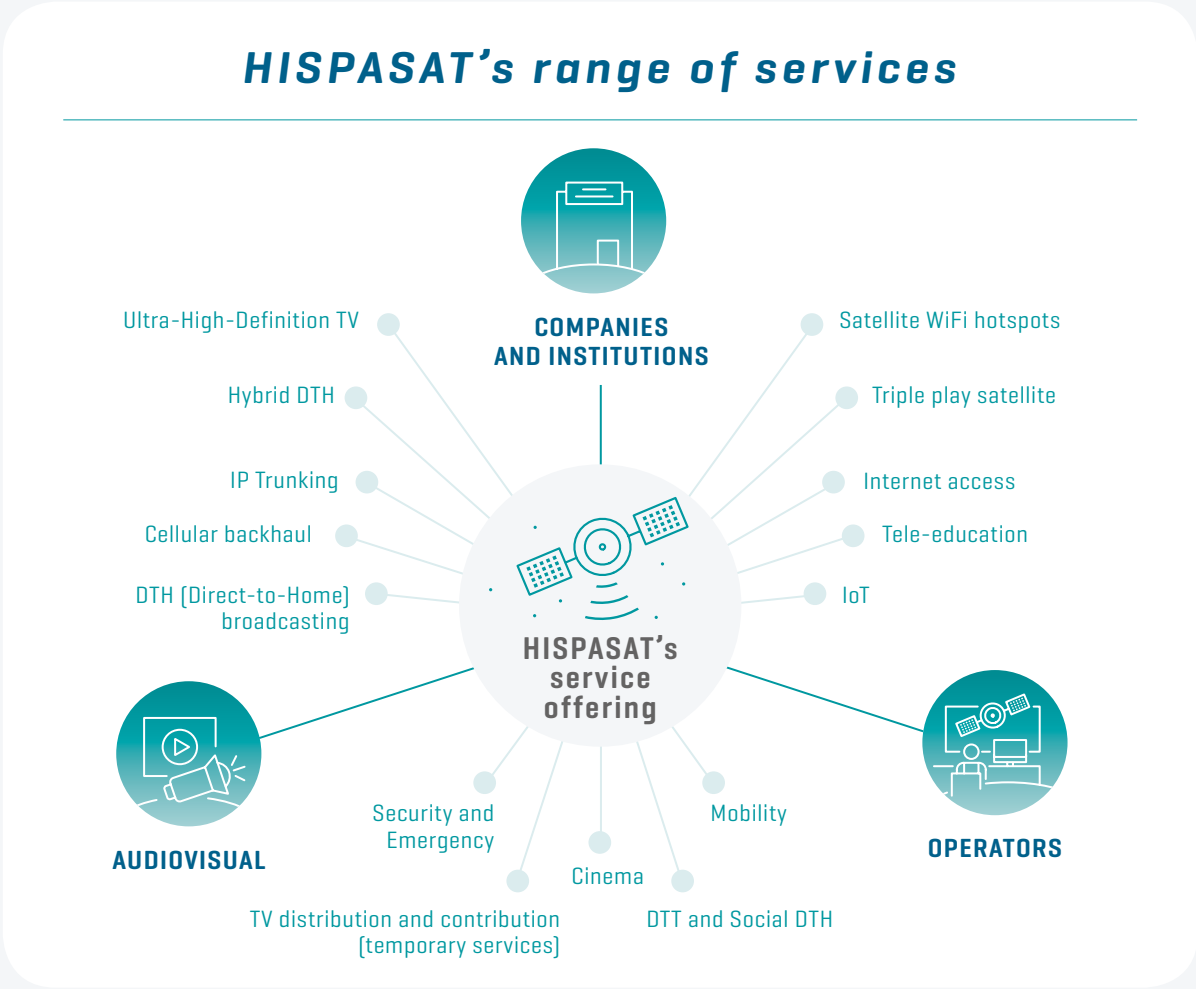 HISPASAT’s range of services
COMPANIES
AND INSTITUTIONS
Ultra-High-Definition TV
Hybrid DTH
IP Trunking
Cellular backhaul
DTH (Direct-to-Home)
broadcasting
Satellite WiFi hotspots
Triple play satellite
Internet access
Tele-education
IoT
HISPASAT’s
service
offering
AUDIOVISUAL
OPERATORS
Security and
Emergency
TV distribution and contribution
(temporary services)
Cinema
DTT and Social DTH
Mobility